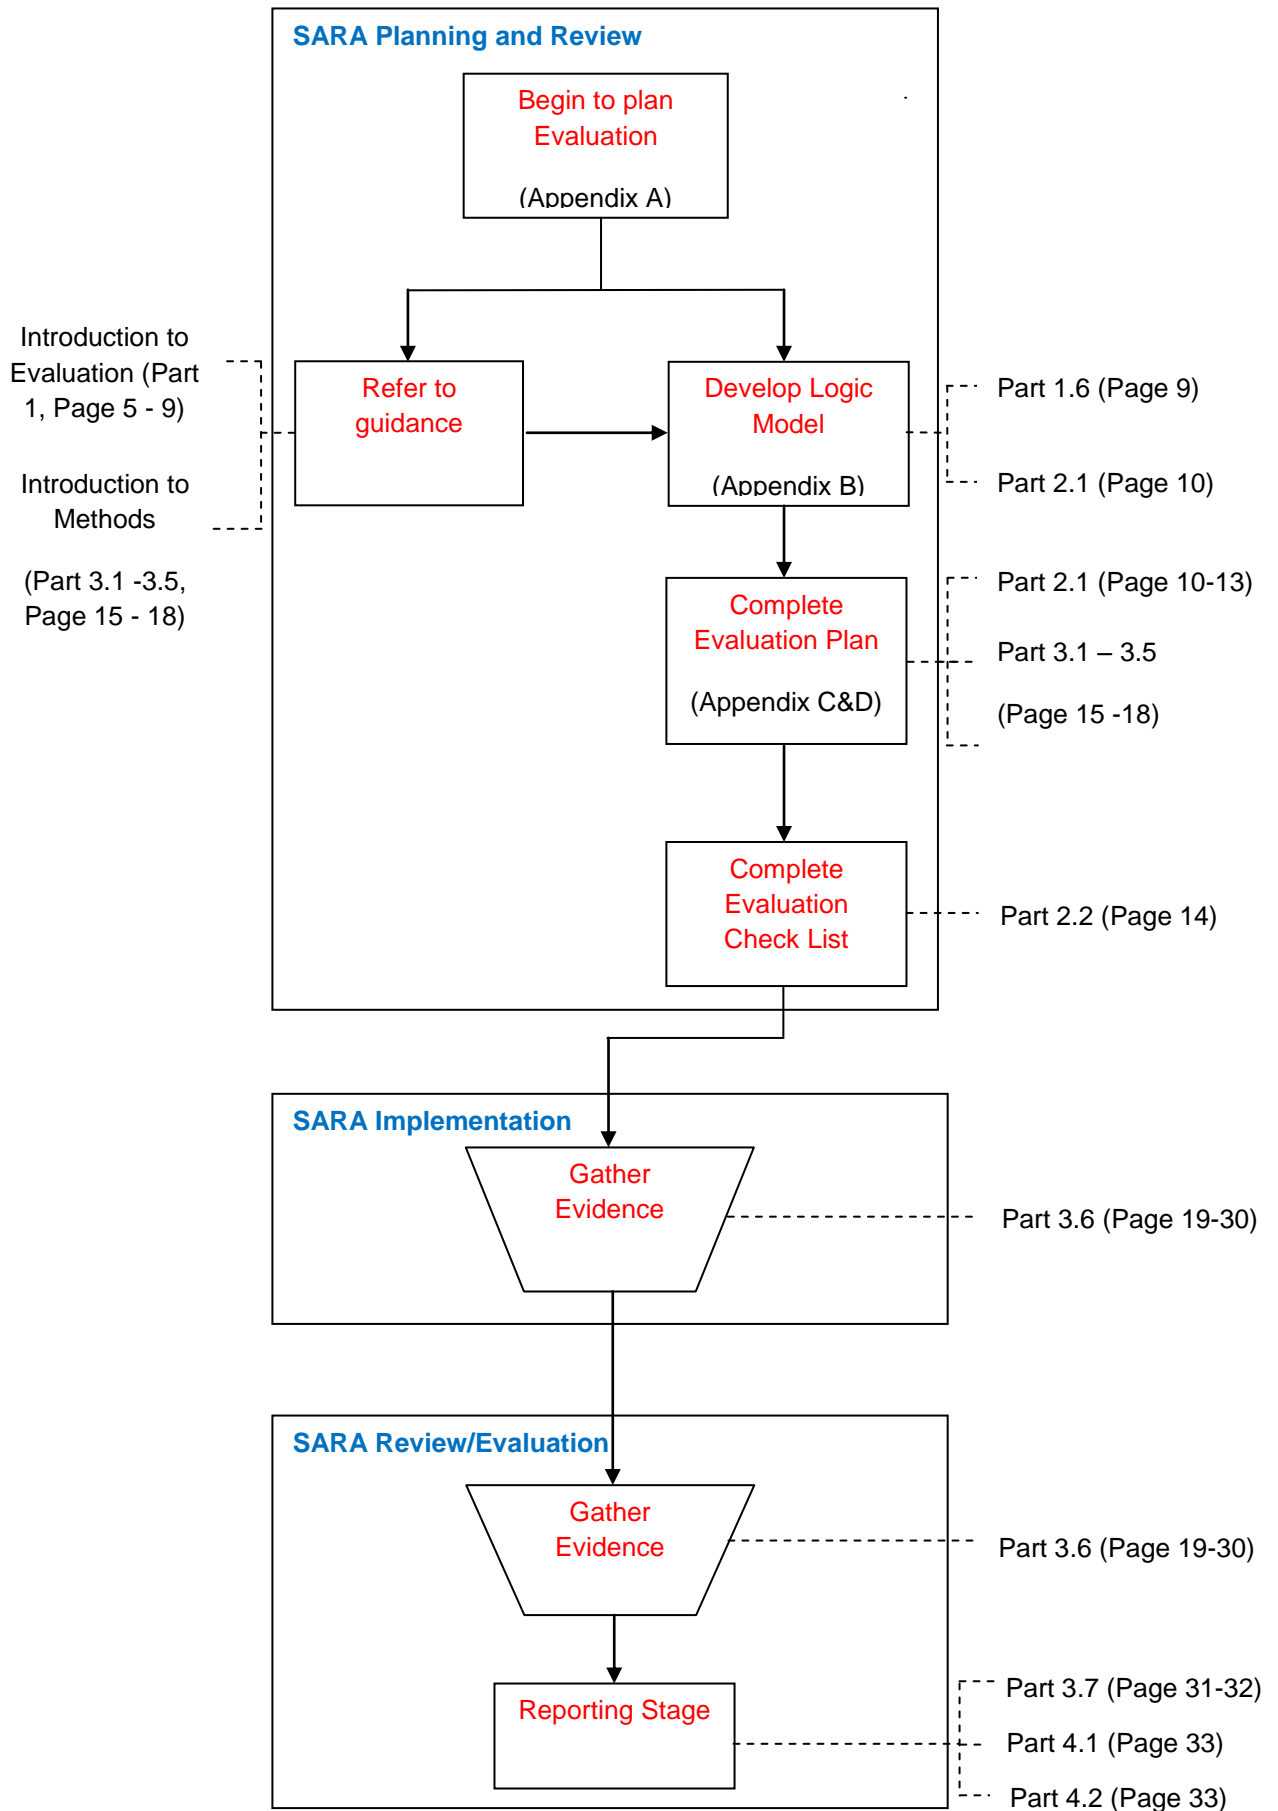 SARA Planning and Review
Begin to plan
Evaluation
(Appendix A)
Introduction to
Evaluation (Part
1, Page 5 - 9)
Introduction to
Methods
(Part 3.1 -3.5,
Page 15 - 18)
Refer to
guidance
Develop Logic
Model
(Appendix B)
Part 1.6 (Page 9)
Part 2.1 (Page 10)
Complete
Evaluation Plan
(Appendix C&D)
Part 2.1 (Page 10-13)
Part 3.1 – 3.5
(Page 15 -18)
Complete
Evaluation
Check List
Part 2.2 (Page 14)
SARA Implementation
Gather
Evidence
Part 3.6 (Page 19-30)
SARA Review/Evaluation
Gather
Evidence
Part 3.6 (Page 19-30)
Reporting Stage
Part 3.7 (Page 31-32)
Part 4.1 (Page 33)
Part 4.2 (Page 33)